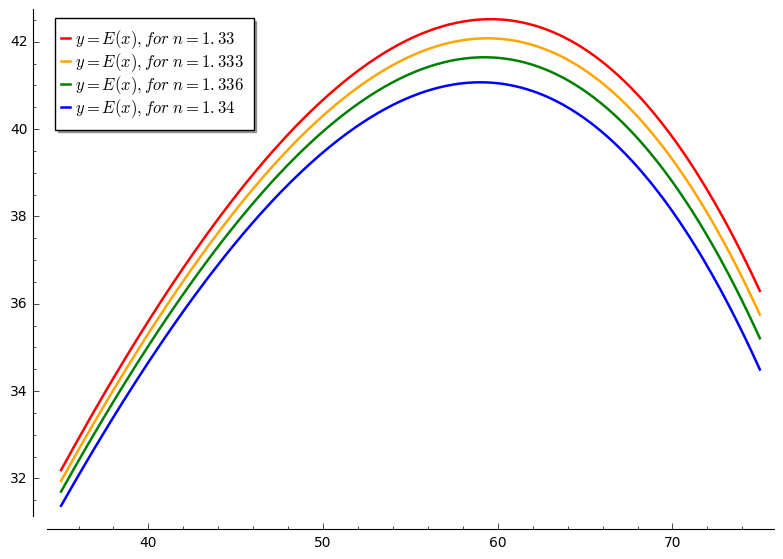 y = E(x), for n = 1.33
y = E(x), for n = 1.333
y = E(x), for n = 1.336
y = E(x), for n = 1.34
42
40
38
36
34
32
40 50 60 70